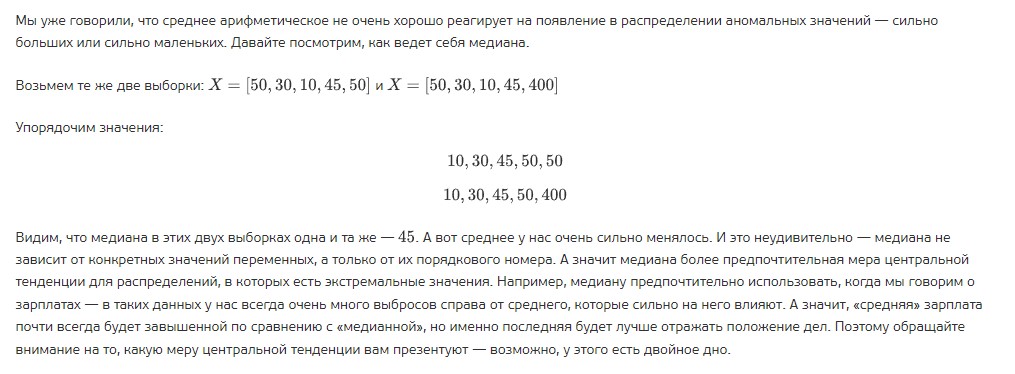 Мы уже говорили, что среднее арифметическое не очень хорошо реагирует на появление в распределении аномальных значений — сильно
больших или сильно маленьких. Давайте посмотрим, как ведет себя медиана.
Возьмем те же две выборки: X = [50, 30, 10, 45, 50] и X = [50, 30, 10, 45, 400]
Упорядочим значения:
10, 30, 45, 50, 50
10, 30, 45, 50, 400
Видим, что медиана в этих двух выборках одна и та же — 45. А вот среднее у нас очень сильно менялось. И это неудивительно — медиана не
зависит от конкретных значений переменных, а только от их порядкового номера. А значит медиана более предпочтительная мера центральной
тенденции для распределений, в которых есть экстремальные значения. Например, медиану предпочтительно использовать, когда мы говорим о
зарплатах — в таких данных у нас всегда очень много выбросов справа от среднего, которые сильно на него влияют. А значит, «средняя» зарплата
почти всегда будет завышенной по сравнению с «медианной», но именно последняя будет лучше отражать положение дел. Поэтому обращайте
внимание на то, какую меру центральной тенденции вам презентуют — возможно, у этого есть двойное дно.